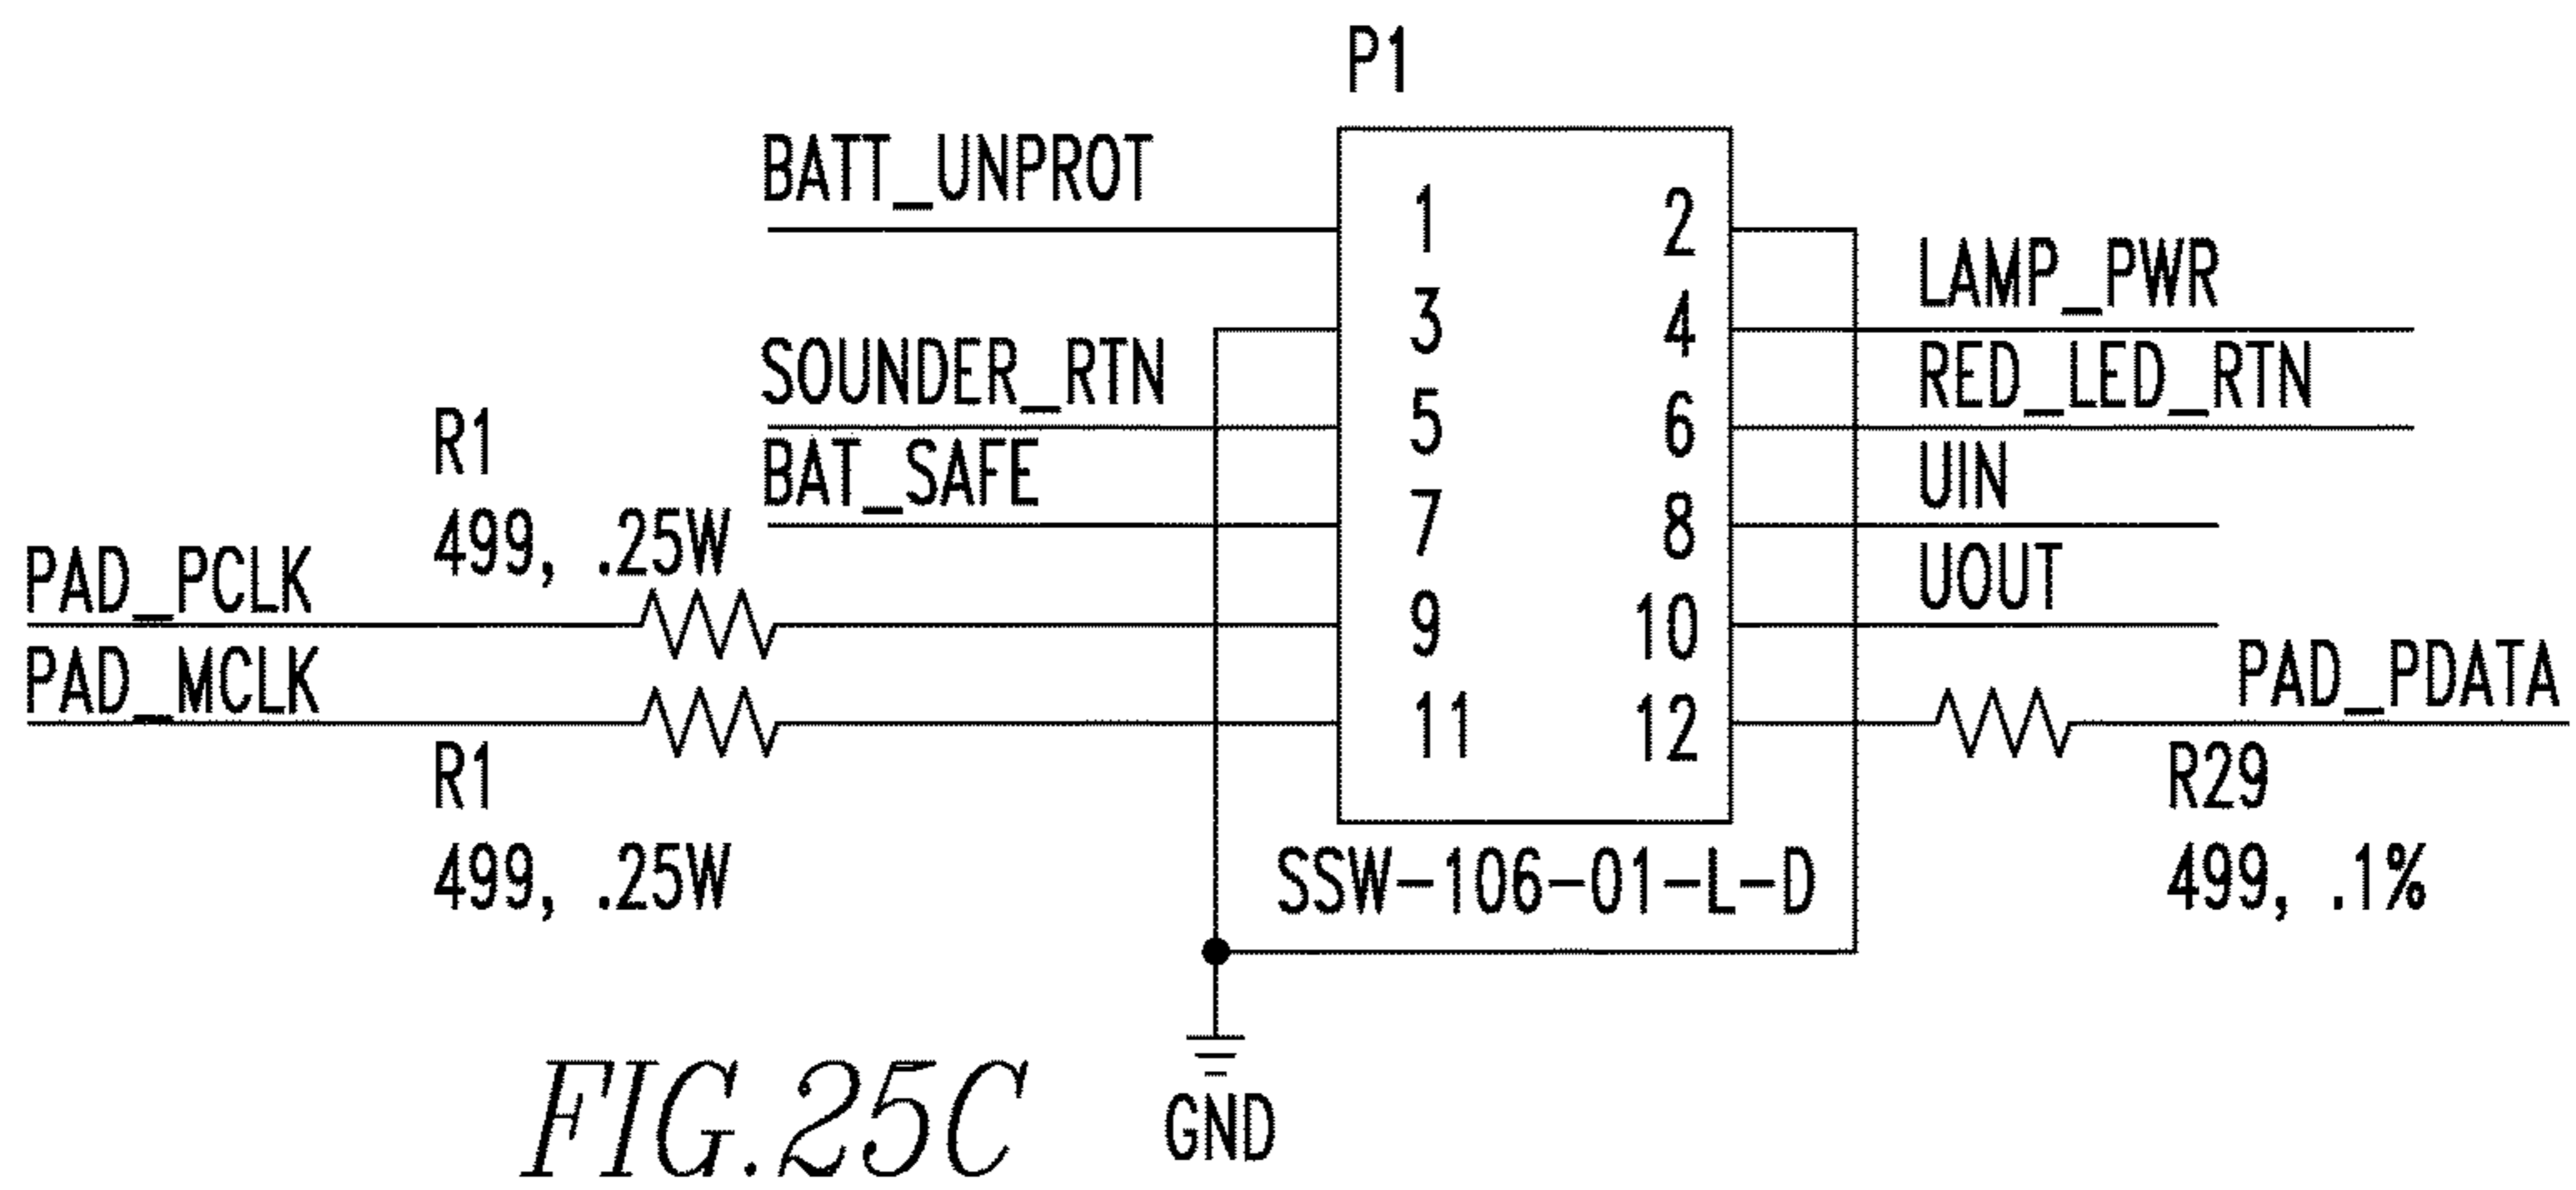 P1
BATT_UNPROT
1 2
LAMP_PWR
3 4
SOUNDER_RTN
RED_LED_RTN
5 6
R1
BAT_SAFE
UIN
499, .25W
7 8
PAD_PCLK
UOUT
9 10
PAD_MCLK
PAD_PDATA
11 12
R1
R29
499, .25W
SSW-106-01-L-D
499, .1%
GND
FIG. 25C